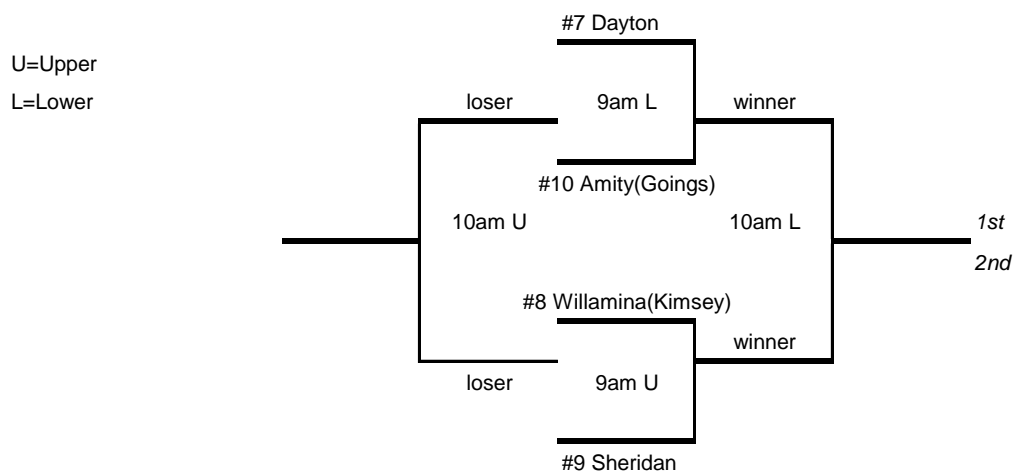 #7 Dayton
U=Upper
L=Lower
loser
9am L
winner
#10 Amity(Goings)
10am U
10am L
1st
2nd
#8 Willamina(Kimsey)
winner
loser
9am U
#9 Sheridan